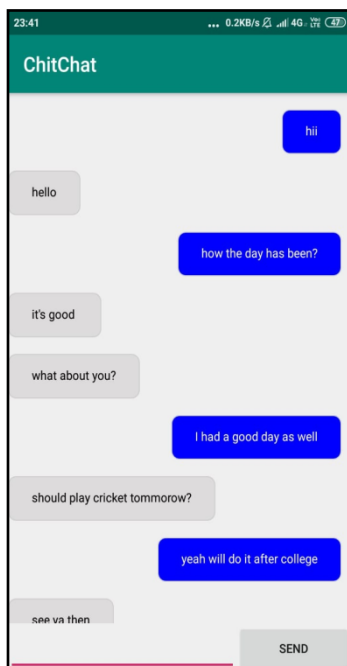 23:41 ... 0.2KB/s 4G Vo LTE 47
ChitChat
hii
hello
how the day has been?
it's good
what about you?
I had a good day as well
should play cricket tommorow?
yeah will do it after college
see ya then
SEND